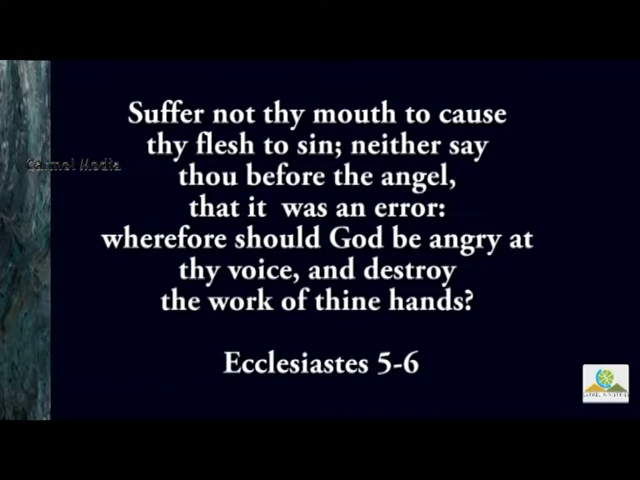 Suffer not thy mouth to cause
thy flesh to sin; neither say
Carmel Media
thou before the angel,
that it was an error:
wherefore should God be angry at
thy voice, and destroy
the work of thine hands?
Ecclesiastes 5-6
CARMEL MINISTRIES